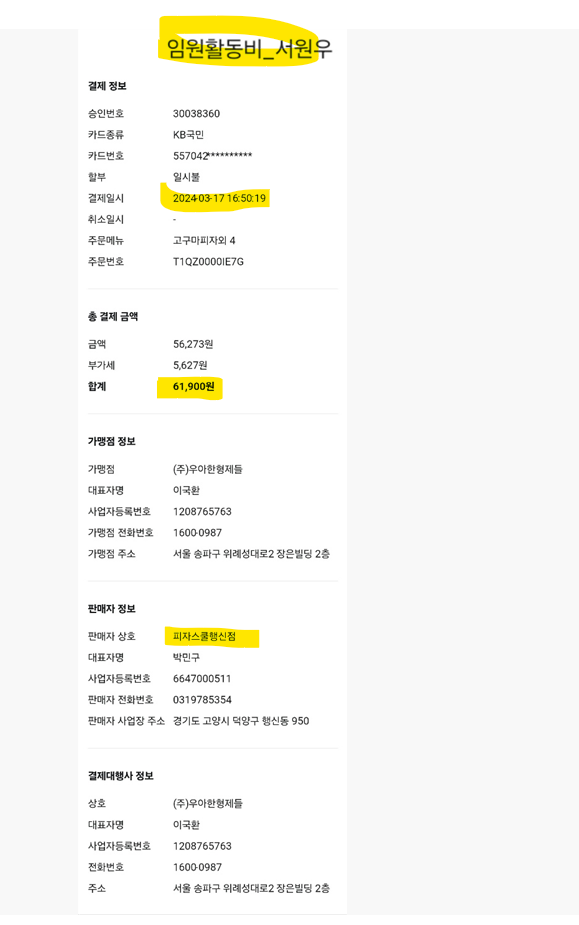 임원활동비_서원우
결제 정보
승인번호 30038360
카드종류 KB국민
카드번호 557042**********
할부 일시불
결제일시 2024-03-17 16:50:19
취소일시 -
주문메뉴 고구마피자외 4
주문번호 T1QZ0000IE7G
총 결제 금액
금액 56,273원
부가세 5,627원
합계 61,900원
가맹점 정보
가맹점 (주)우아한형제들
대표자명 이국환
사업자등록번호 1208765763
가맹점 전화번호 1600-0987
가맹점 주소 서울 송파구 위례성대로2 장은빌딩 2층
판매자 정보
판매자 상호 피자스쿨행신점
대표자명 박민구
사업자등록번호 6647000511
판매자 전화번호 0319785354
판매자 사업장 주소 경기도 고양시 덕양구 행신동 950
결제대행사 정보
상호 (주)우아한형제들
대표자명 이국환
사업자등록번호 1208765763
전화번호 1600-0987
주소 서울 송파구 위례성대로2 장은빌딩 2층